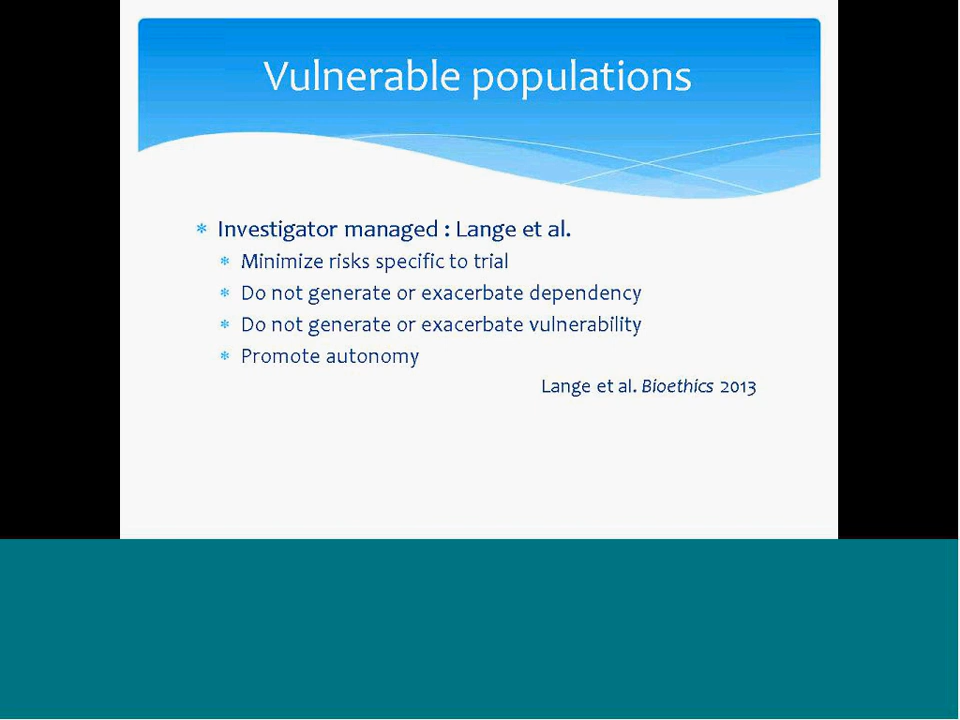 Vulnerable populations
* Investigator managed : Lange et al.
* Minimize risks specific to trial
* Do not generate or exacerbate dependency
* Do not generate or exacerbate vulnerability
* Promote autonomy
Lange et al. Bioethics 2013